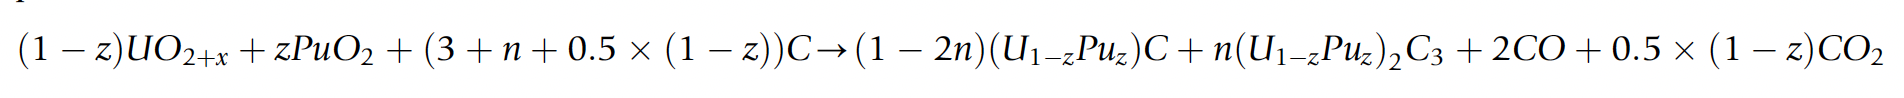 (1 − z)UO₂₊ₓ + zPuO₂ + (3 + n + 0.5 × (1 − z))C→(1 − 2n)(U₁₋zPuz)C + n(U₁₋zPuz)₂C₃ + 2CO + 0.5 × (1 − z)CO₂